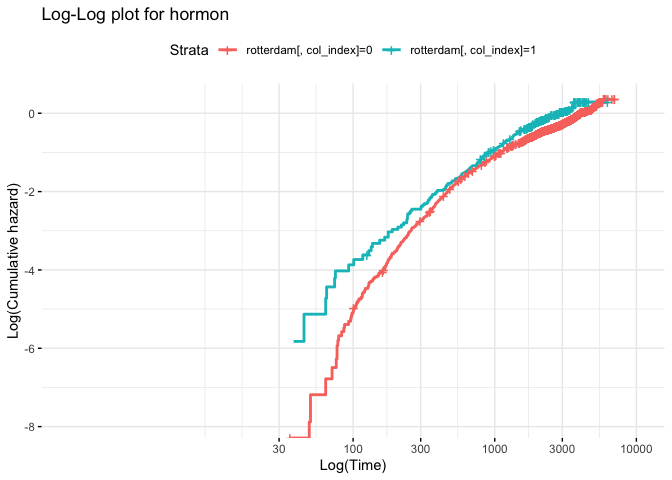 Log-Log plot for hormon
Strata rotterdam[, col_index]=0 rotterdam[, col_index]=1
Log(Cumulative hazard)
0
-2
-4
-6
-8
30 100 300 1000 3000 10000
Log(Time)